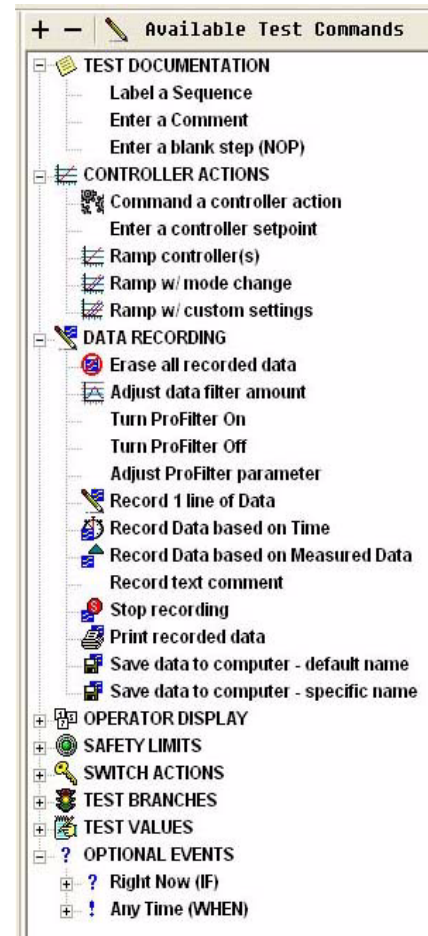 + − Available Test Commands
TEST DOCUMENTATION
Label a Sequence
Enter a Comment
Enter a blank step (NOP)
CONTROLLER ACTIONS
Command a controller action
Enter a controller setpoint
Ramp controller(s)
Ramp w/ mode change
Ramp w/ custom settings
DATA RECORDING
Erase all recorded data
Adjust data filter amount
Turn ProFilter On
Turn ProFilter Off
Adjust ProFilter parameter
Record 1 line of Data
Record Data based on Time
Record Data based on Measured Data
Record text comment
Stop recording
Print recorded data
Save data to computer - default name
Save data to computer - specific name
OPERATOR DISPLAY
SAFETY LIMITS
SWITCH ACTIONS
TEST BRANCHES
TEST VALUES
? OPTIONAL EVENTS
? Right Now (IF)
! Any Time (WHEN)